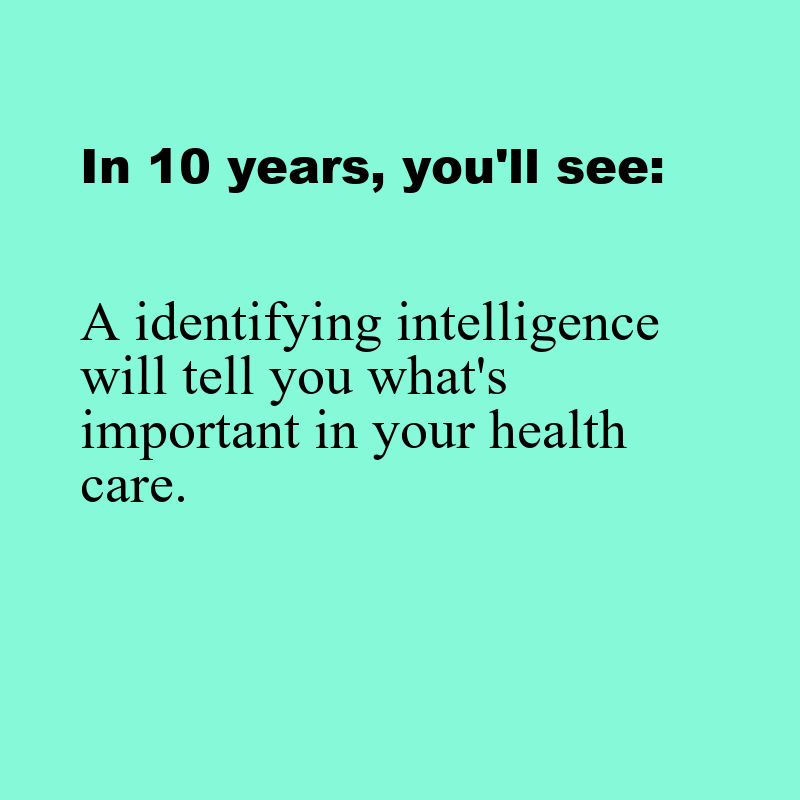 In 10 years, you'll see:
A identifying intelligence
will tell you what's
important in your health
care.